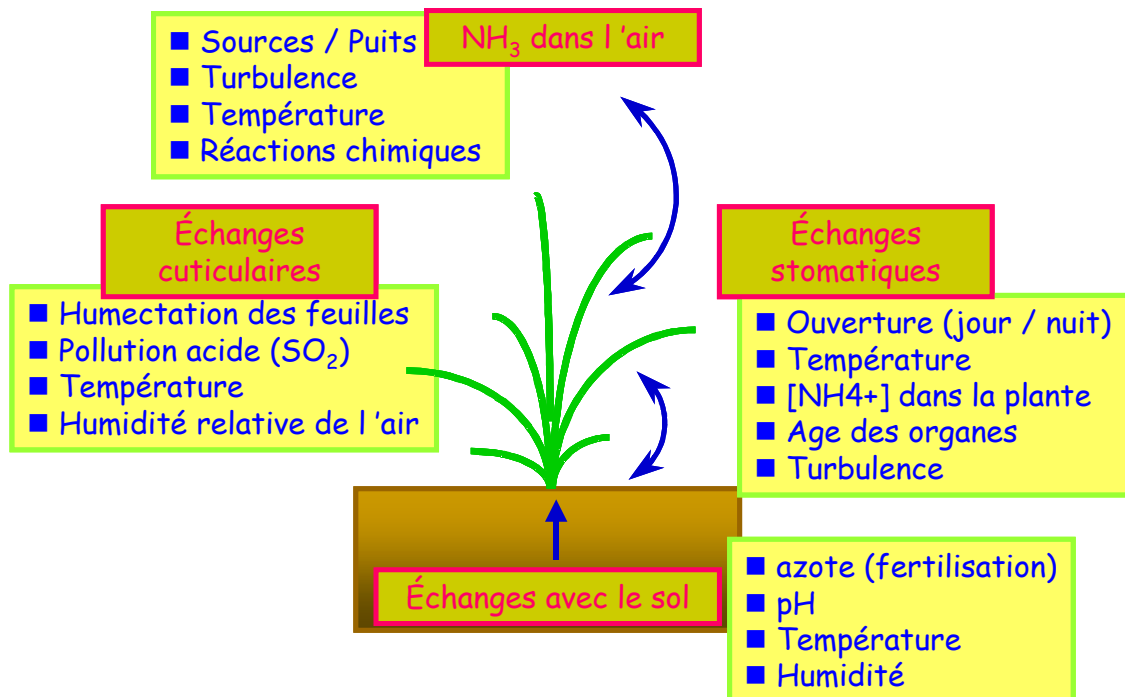 NH₃ dans l 'air
■ Sources / Puits
■ Turbulence
■ Température
■ Réactions chimiques
Échanges
cuticulaires
■ Humectation des feuilles
■ Pollution acide (SO₂)
■ Température
■ Humidité relative de l 'air
Échanges
stomatiques
■ Ouverture (jour / nuit)
■ Température
■ [NH4+] dans la plante
■ Age des organes
■ Turbulence
Échanges avec le sol
■ azote (fertilisation)
■ pH
■ Température
■ Humidité